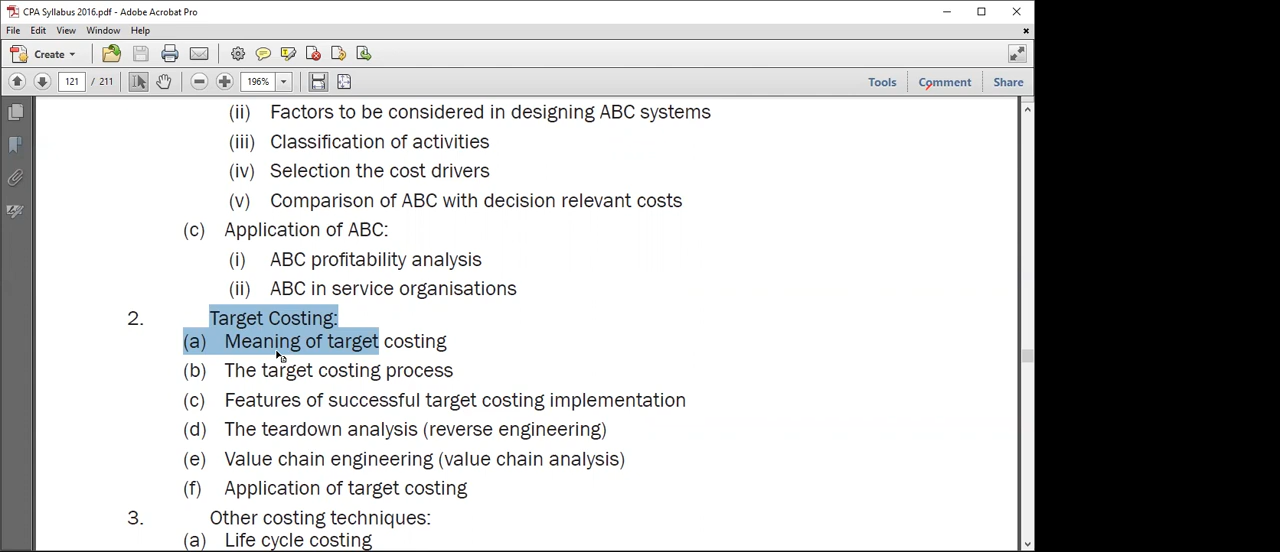 CPA Syllabus 2016.pdf - Adobe Acrobat Pro
File Edit View Window Help
Create
121 / 211 196% Tools Comment Share
(ii) Factors to be considered in designing ABC systems
(iii) Classification of activities
(iv) Selection the cost drivers
(v) Comparison of ABC with decision relevant costs
(c) Application of ABC:
(i) ABC profitability analysis
(ii) ABC in service organisations
2. Target Costing:
(a) Meaning of target costing
(b) The target costing process
(c) Features of successful target costing implementation
(d) The teardown analysis (reverse engineering)
(e) Value chain engineering (value chain analysis)
(f) Application of target costing
3. Other costing techniques:
(a) Life cycle costing